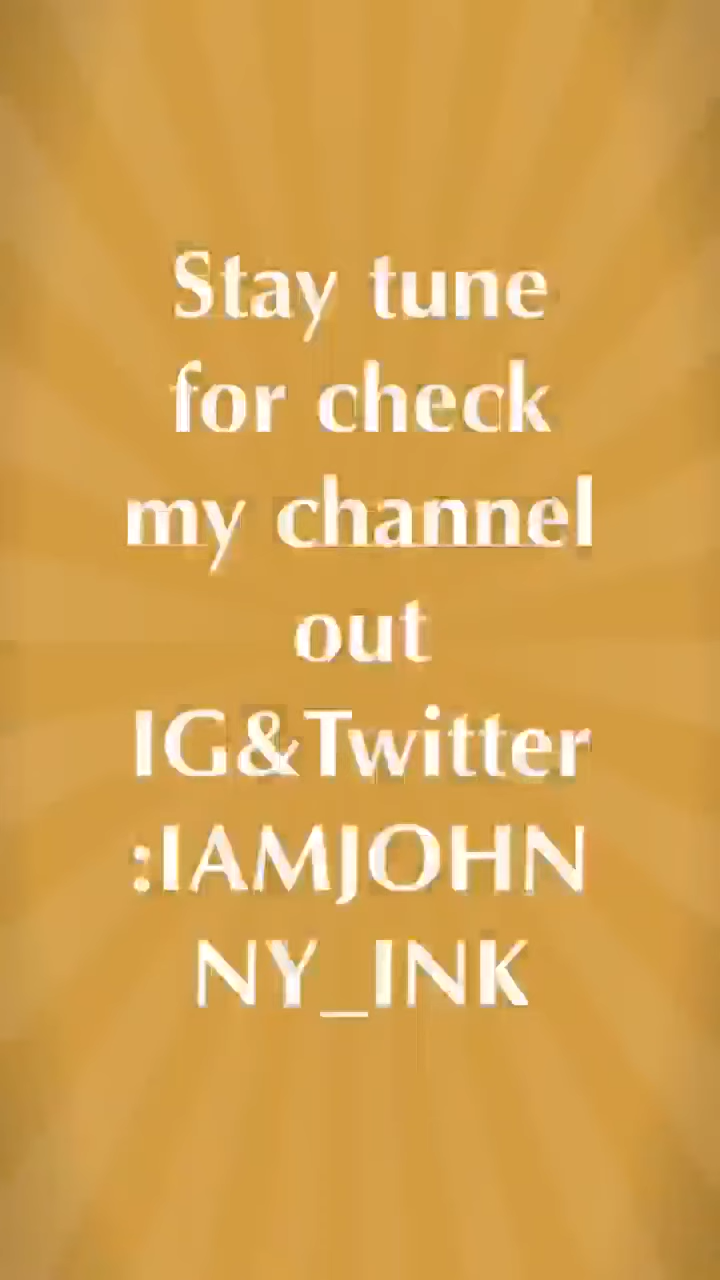 Stay tune
for check
my channel
out
IG&Twitter
:IAMJOHN
NY_INK